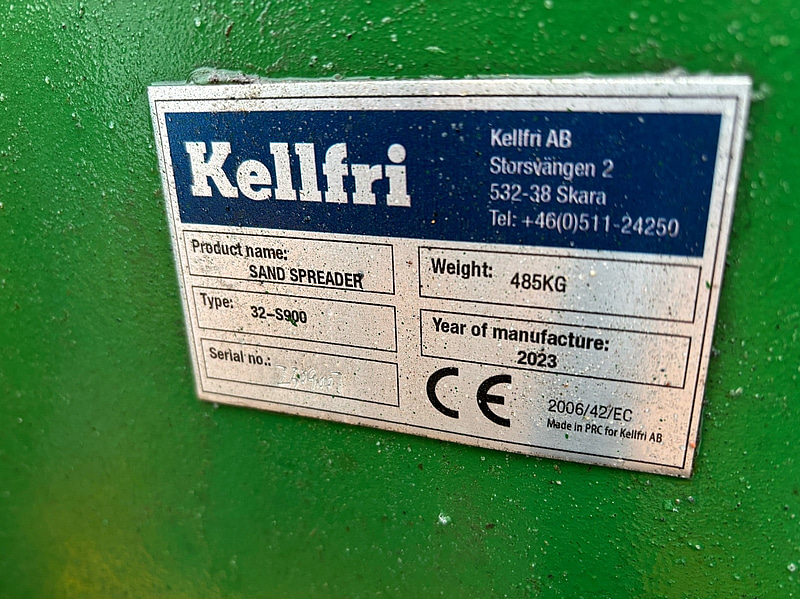 Kellfri
Kellfri AB
Storsvängen 2
532-38 Skara
Tel: +46(0)511-24250
Product name:
SAND SPREADER
Type: 32-S900
Serial no.:
Weight: 485KG
Year of manufacture:
2023
CE
2006/42/EC
Made in PRC for Kellfri AB